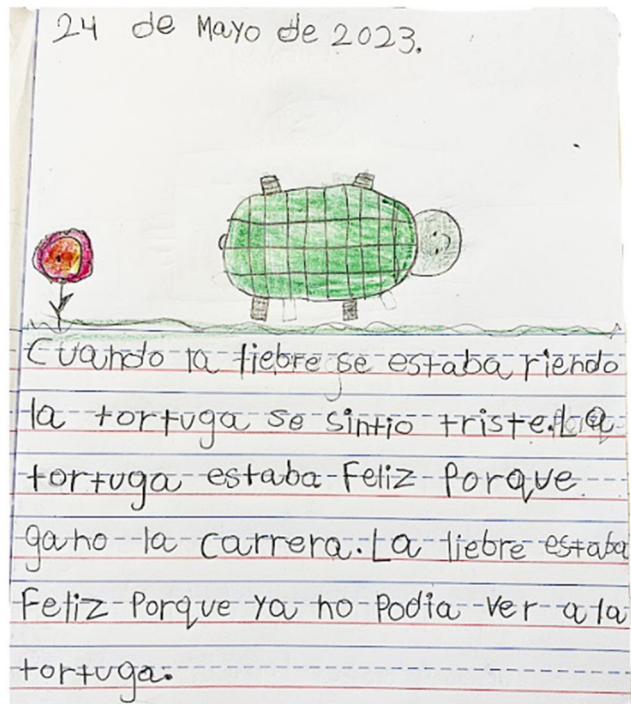 24 de Mayo de 2023.
Cuando la liebre se estaba riendo
la tortuga se sintio triste. La
tortuga estaba Feliz Porque
gano la carrera. La liebre estaba
Feliz Porque ya no Podia ver a la
tortuga.